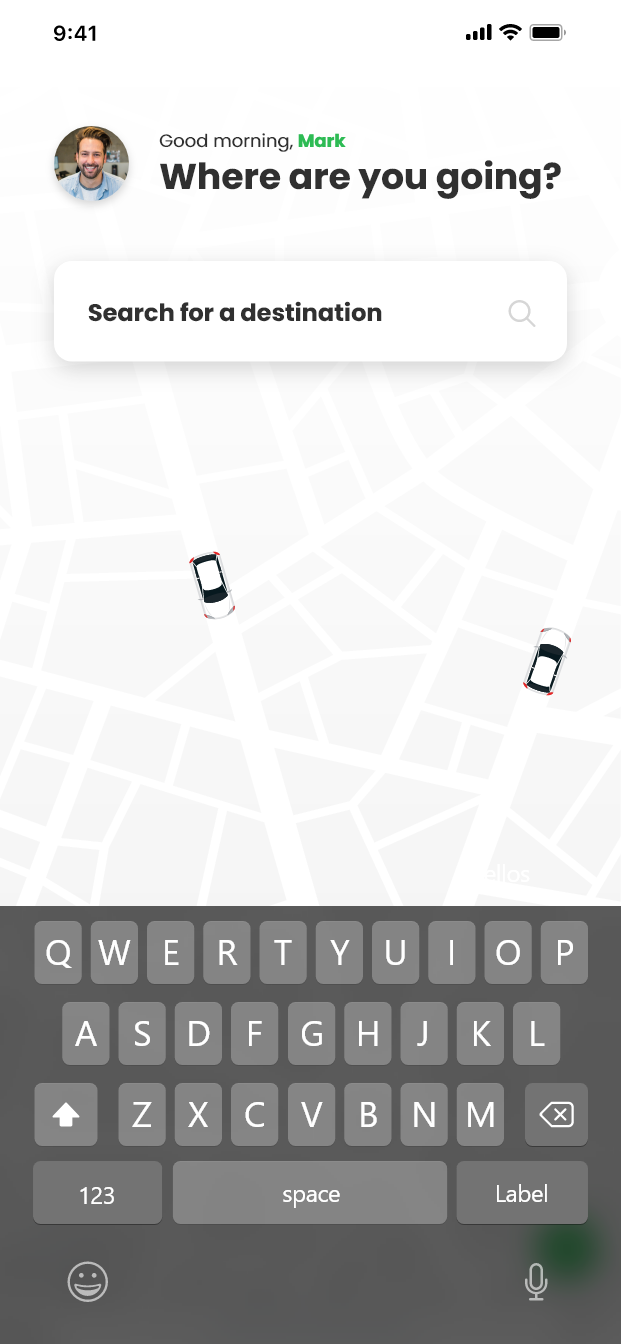 9:41
Good morning, Mark
Where are you going?
Search for a destination
ellos
Q W E R T Y U I O P
A S D F G H J K L
Z X C V B N M
123 space Label